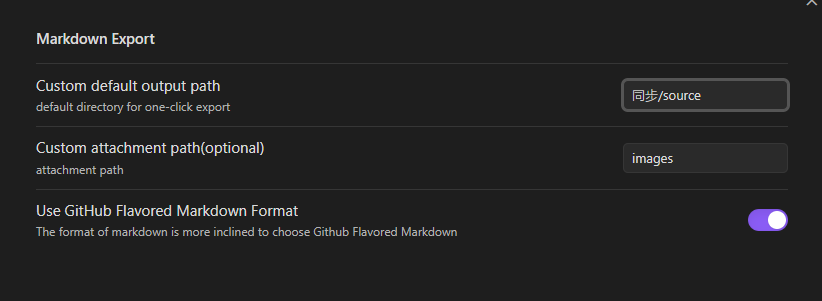 Markdown Export
Custom default output path
default directory for one-click export
同步/source
Custom attachment path(optional)
attachment path
images
Use GitHub Flavored Markdown Format
The format of markdown is more inclined to choose Github Flavored Markdown